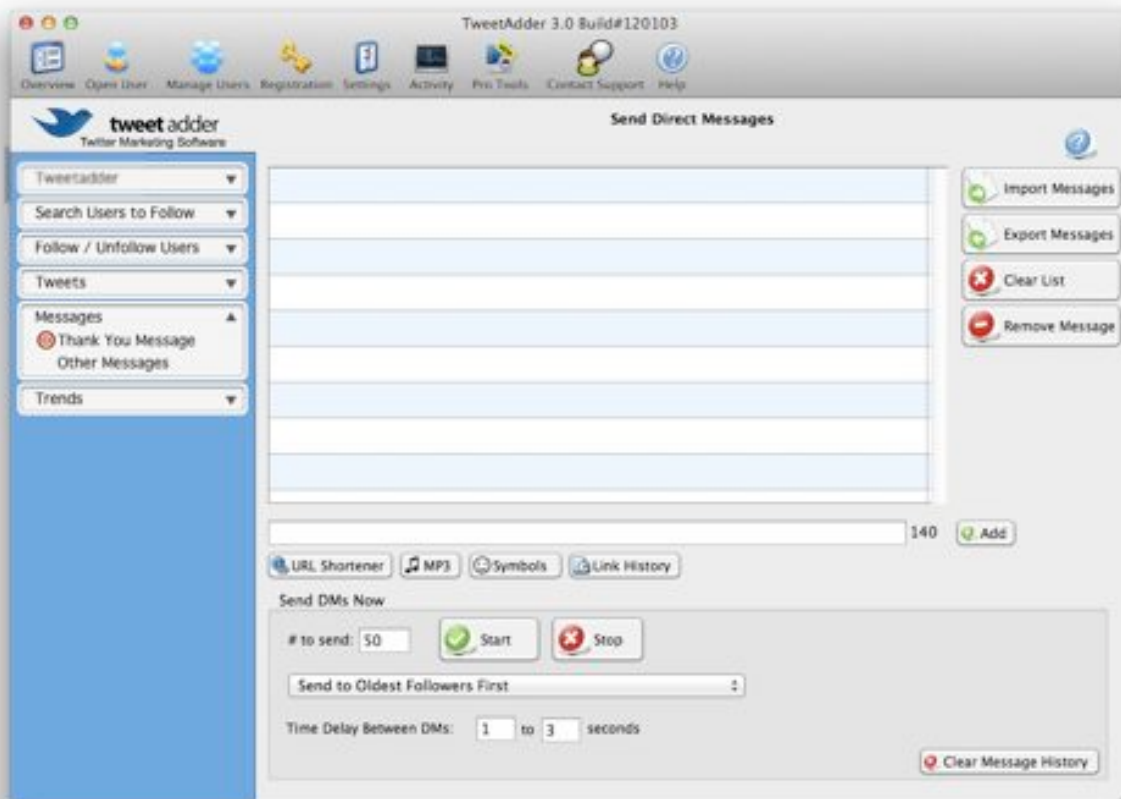 TweetAdder 3.0 Build#120103
Overview Open User Manage Users Registration Settings Activity Pro Tools Contact Support Help
tweet adder
Twitter Marketing Software
Send Direct Messages
Tweetadder
Search Users to Follow
Follow / Unfollow Users
Tweets
Messages
Thank You Message
Other Messages
Trends
Import Messages
Export Messages
Clear List
Remove Message
140 Add
URL Shortener MP3 Symbols Link History
Send DMs Now
# to send: 50 Start Stop
Send to Oldest Followers First
Time Delay Between DMs: 1 to 3 seconds
Clear Message History